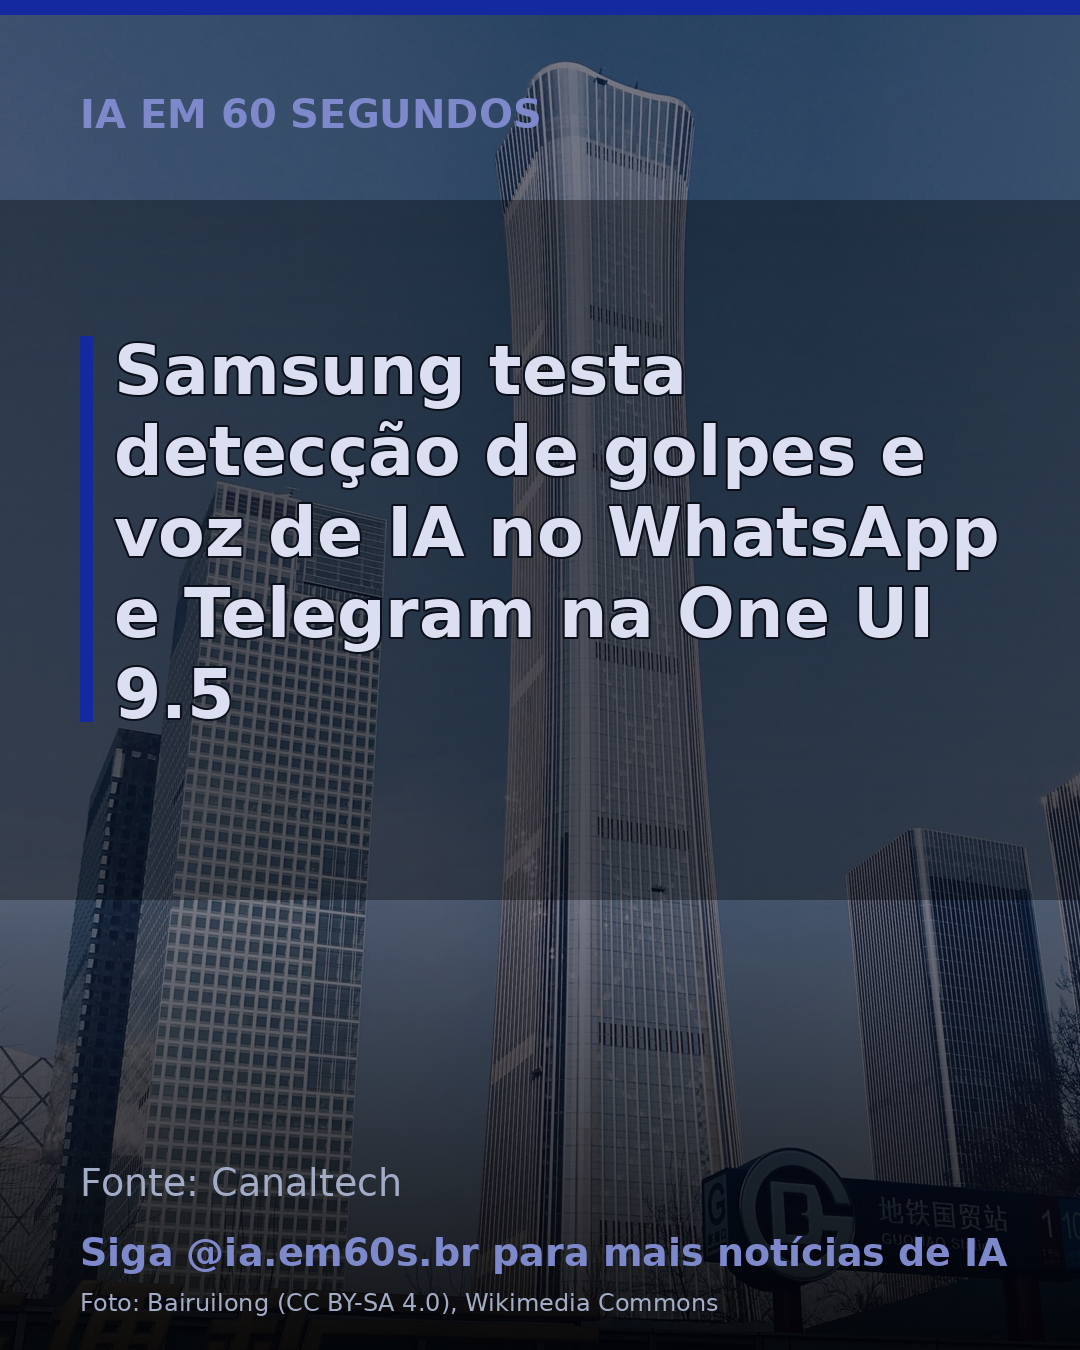 IA EM 60 SEGUNDOS
Samsung testa
detecção de golpes e
voz de IA no WhatsApp
e Telegram na One UI
9.5
Fonte: Canaltech
地铁国贸站
1
10
Siga @ia.em60s.br para mais notícias de IA
Foto: Bairuilong (CC BY-SA 4.0), Wikimedia Commons